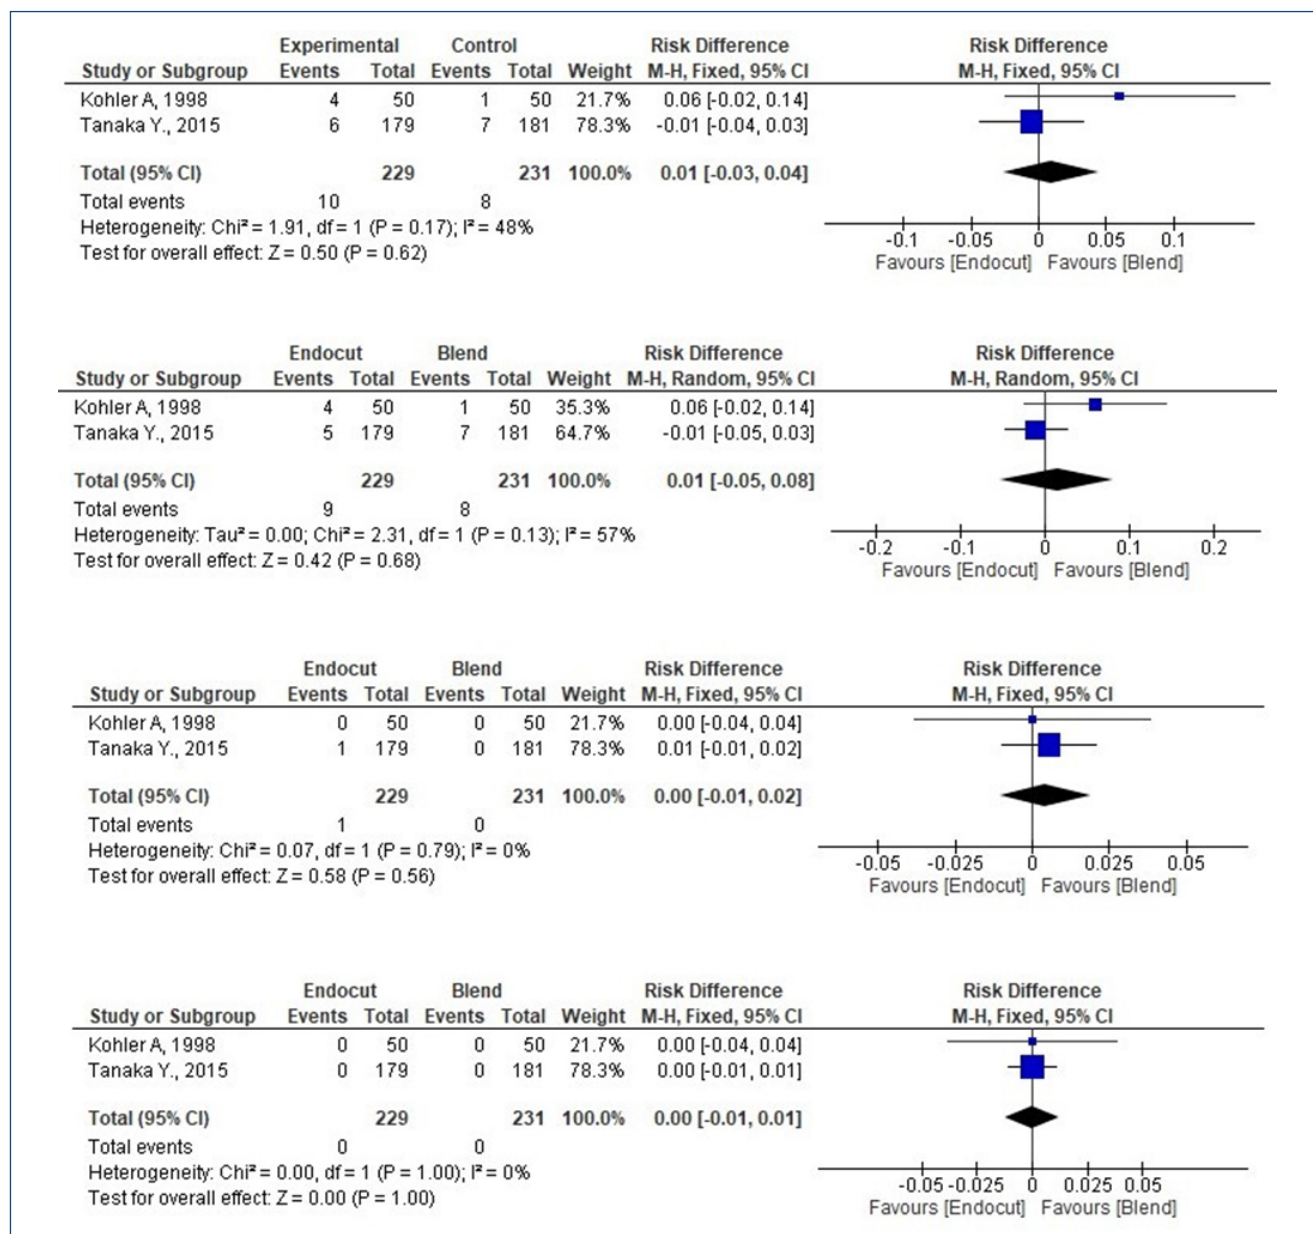 Experimental Control Risk Difference Risk Difference
Study or Subgroup Events Total Events Total Weight M-H, Fixed, 95% CI M-H, Fixed, 95% CI
Kohler A, 1998 4 50 1 50 21.7% 0.06 [-0.02, 0.14]
Tanaka Y., 2015 6 179 7 181 78.3% -0.01 [-0.04, 0.03]
Total (95% CI) 229 231 100.0% 0.01 [-0.03, 0.04]
Total events 10 8
Heterogeneity: Chi² = 1.91, df = 1 (P = 0.17); I² = 48%
Test for overall effect: Z = 0.50 (P = 0.62)
-0.1 -0.05 0 0.05 0.1
Favours [Endocut] Favours [Blend]
Endocut Blend Risk Difference Risk Difference
Study or Subgroup Events Total Events Total Weight M-H, Random, 95% CI M-H, Random, 95% CI
Kohler A, 1998 4 50 1 50 35.3% 0.06 [-0.02, 0.14]
Tanaka Y., 2015 5 179 7 181 64.7% -0.01 [-0.05, 0.03]
Total (95% CI) 229 231 100.0% 0.01 [-0.05, 0.08]
Total events 9 8
Heterogeneity: Tau² = 0.00; Chi² = 2.31, df = 1 (P = 0.13); I² = 57%
Test for overall effect: Z = 0.42 (P = 0.68)
-0.2 -0.1 0 0.1 0.2
Favours [Endocut] Favours [Blend]
Endocut Blend Risk Difference Risk Difference
Study or Subgroup Events Total Events Total Weight M-H, Fixed, 95% CI M-H, Fixed, 95% CI
Kohler A, 1998 0 50 0 50 21.7% 0.00 [-0.04, 0.04]
Tanaka Y., 2015 1 179 0 181 78.3% 0.01 [-0.01, 0.02]
Total (95% CI) 229 231 100.0% 0.00 [-0.01, 0.02]
Total events 1 0
Heterogeneity: Chi² = 0.07, df = 1 (P = 0.79); I² = 0%
Test for overall effect: Z = 0.58 (P = 0.56)
-0.05 -0.025 0 0.025 0.05
Favours [Endocut] Favours [Blend]
Endocut Blend Risk Difference Risk Difference
Study or Subgroup Events Total Events Total Weight M-H, Fixed, 95% CI M-H, Fixed, 95% CI
Kohler A, 1998 0 50 0 50 21.7% 0.00 [-0.04, 0.04]
Tanaka Y., 2015 0 179 0 181 78.3% 0.00 [-0.01, 0.01]
Total (95% CI) 229 231 100.0% 0.00 [-0.01, 0.01]
Total events 0 0
Heterogeneity: Chi² = 0.00, df = 1 (P = 1.00); I² = 0%
Test for overall effect: Z = 0.00 (P = 1.00)
-0.05 -0.025 0 0.025 0.05
Favours [Endocut] Favours [Blend]